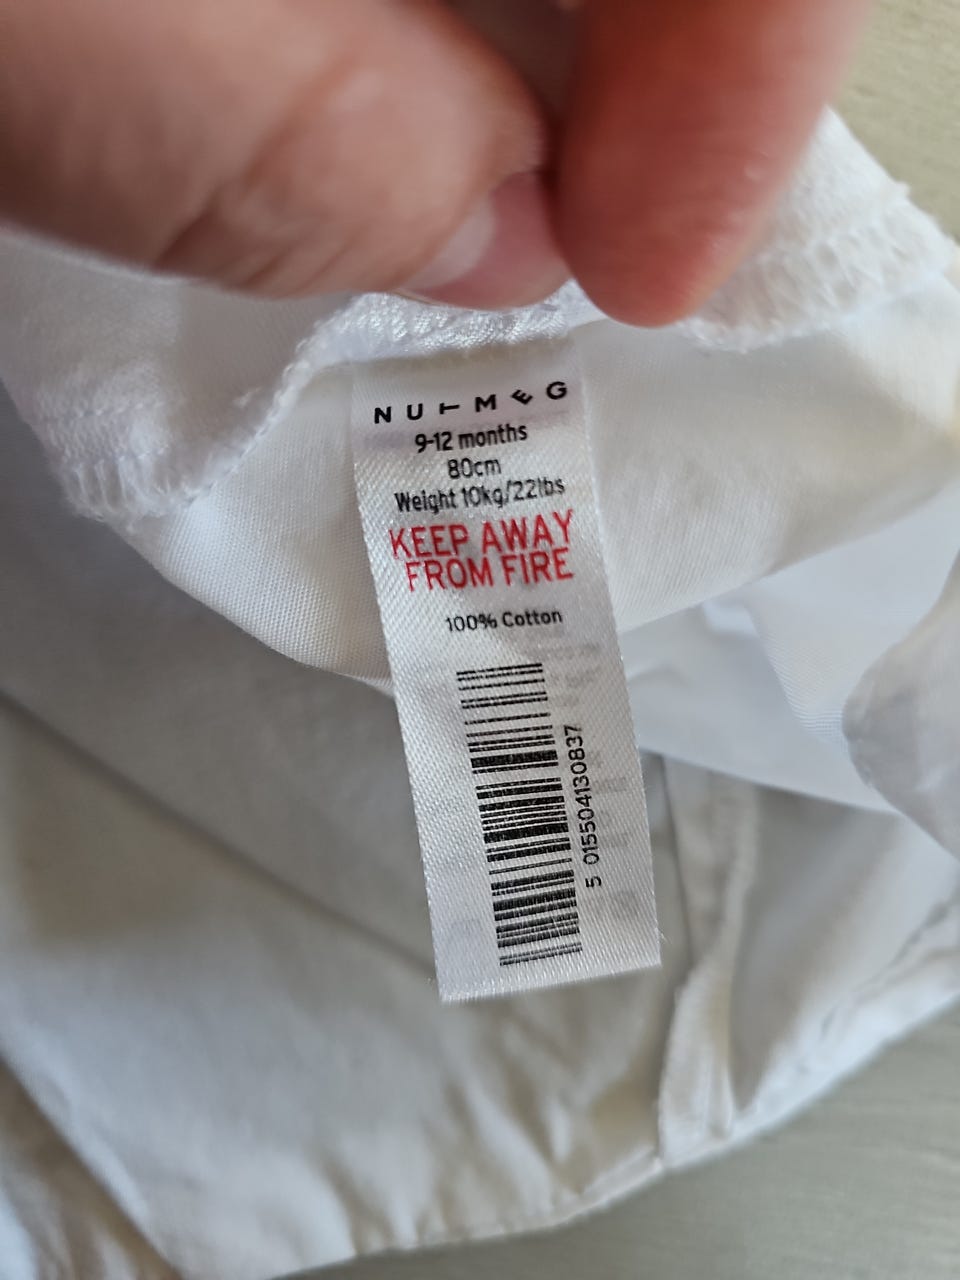 NUTMEG
9-12 months
80cm
Weight 10kg/22lbs
KEEP AWAY
FROM FIRE
100% Cotton
5 015504130837